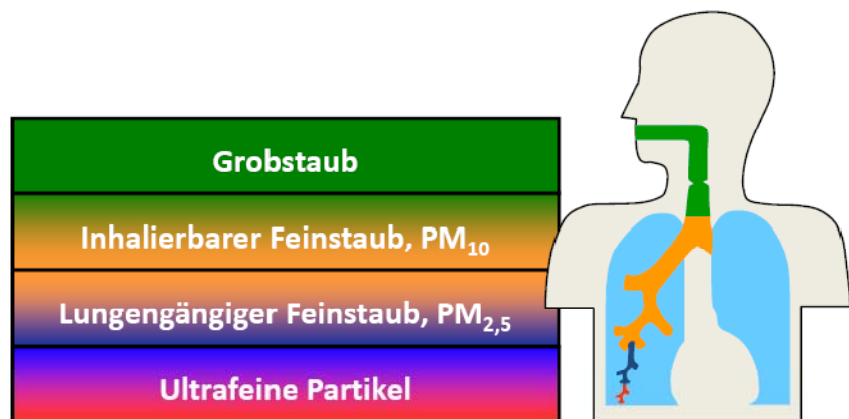 Grobstaub
Inhalierbarer Feinstaub, PM₁₀
Lungengängiger Feinstaub, PM₂,₅
Ultrafeine Partikel